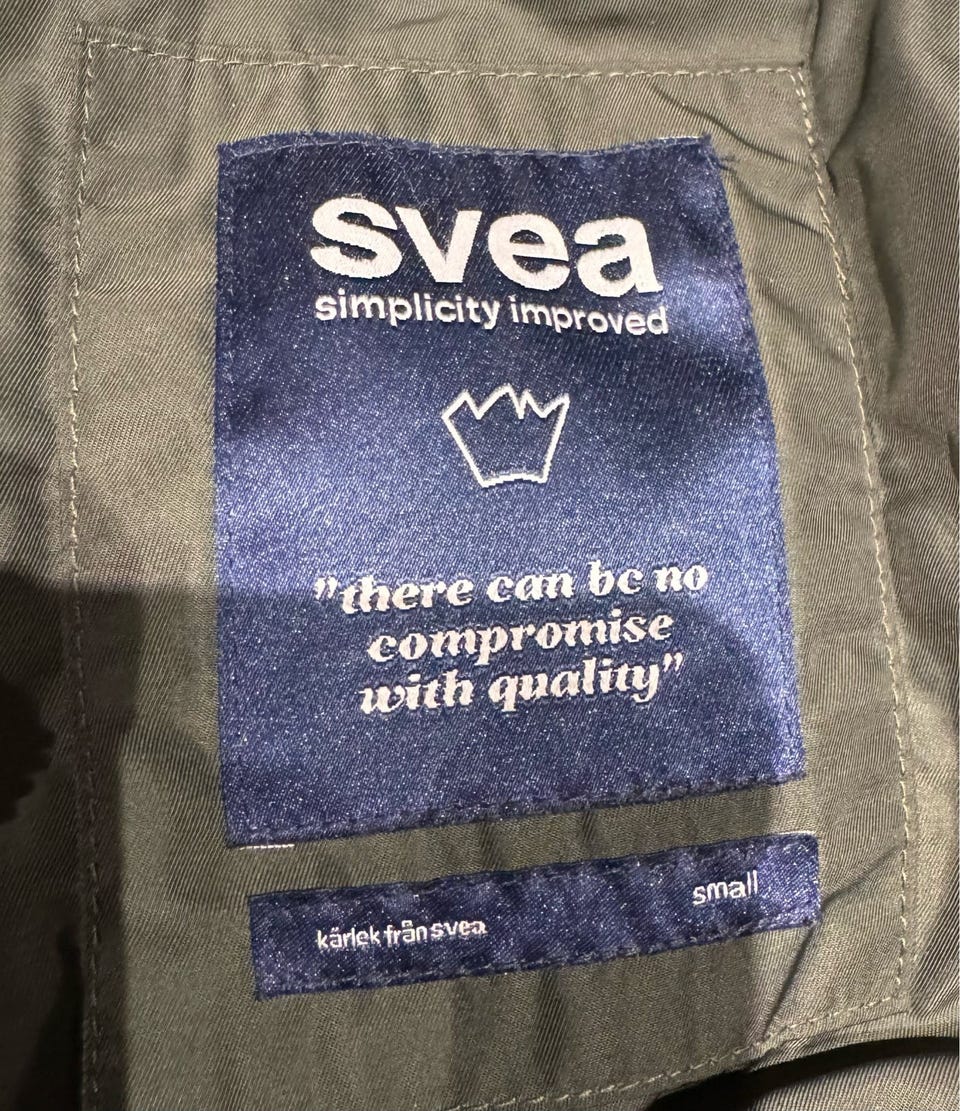 svea
simplicity improved
"there can be no
compromise
with quality"
small
kärlek från svea